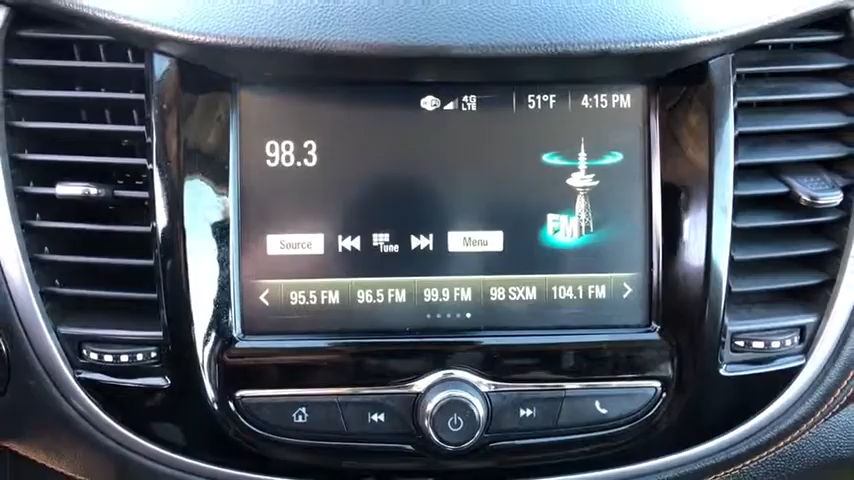 4G LTE 51°F 4:15 PM
98.3
FM
Source Tune Menu
95.5 FM 96.5 FM 99.9 FM 98 SXM 104.1 FM